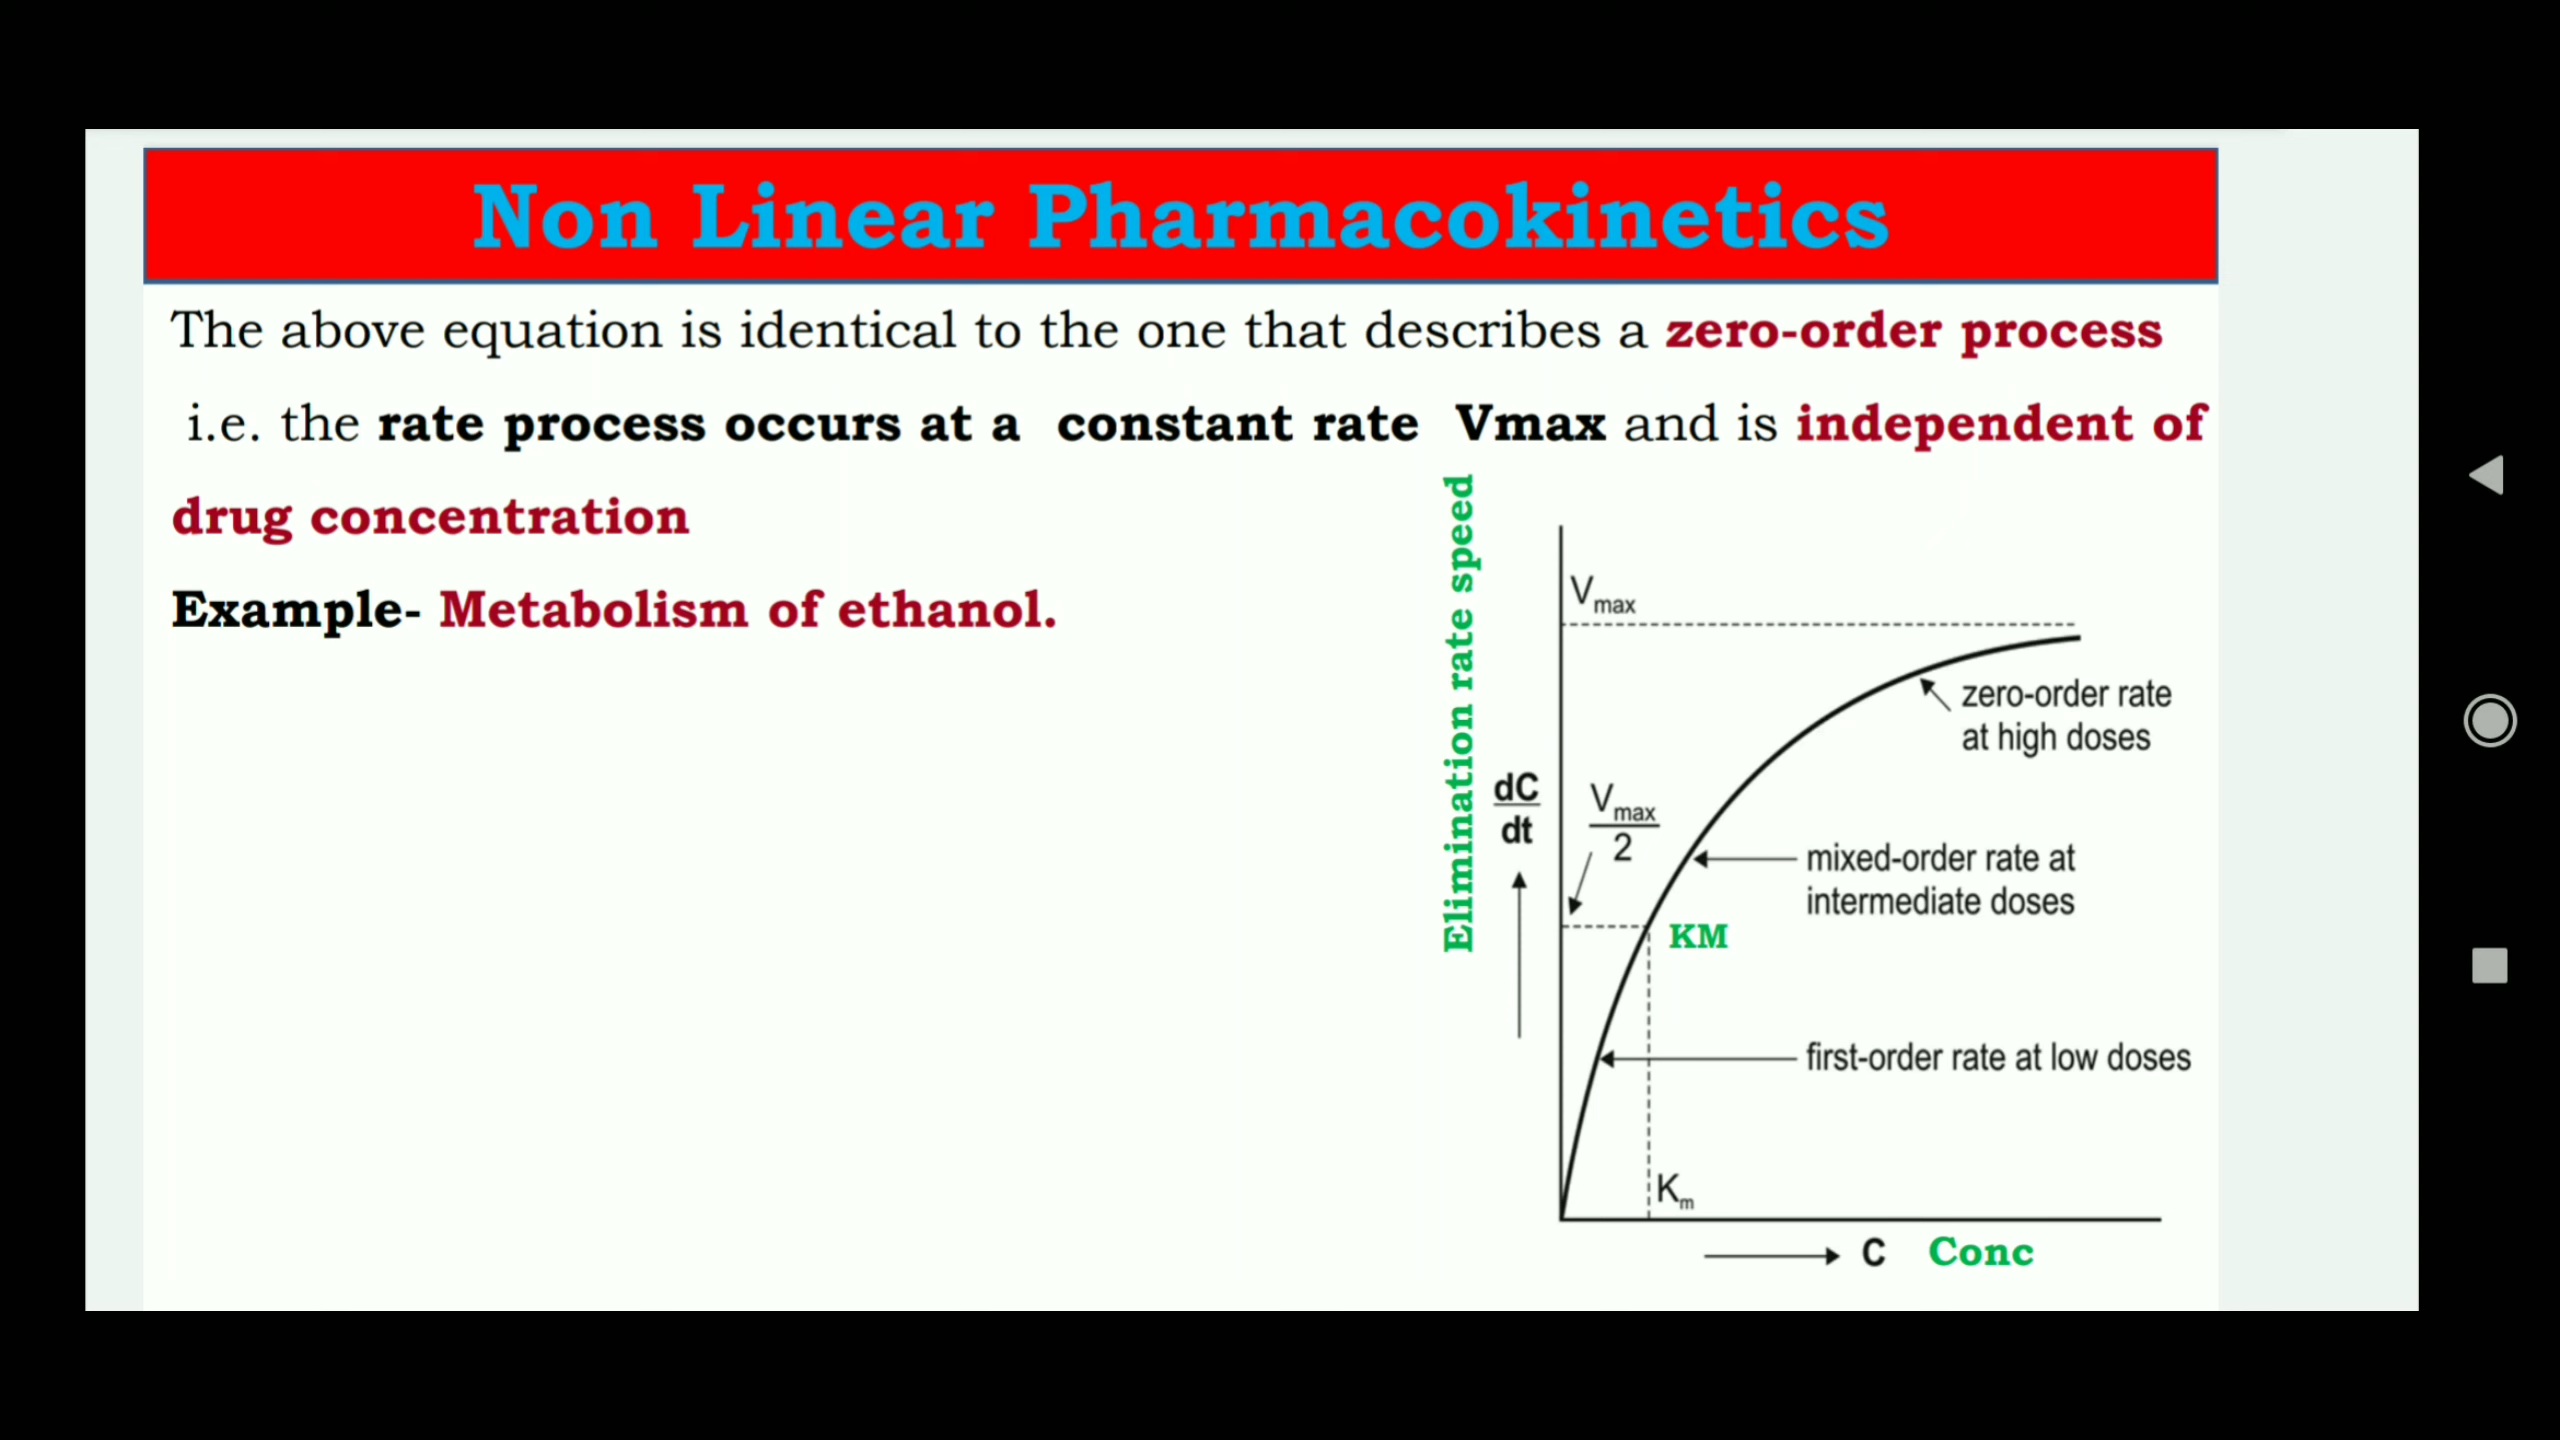 Non Linear Pharmacokinetics
The above equation is identical to the one that describes a zero-order process
i.e. the rate process occurs at a constant rate Vmax and is independent of
drug concentration
Example- Metabolism of ethanol.
Elimination rate speed
Vmax
zero-order rate
at high doses
dC
dt
Vmax
2
mixed-order rate at
intermediate doses
KM
first-order rate at low doses
Km
C Conc